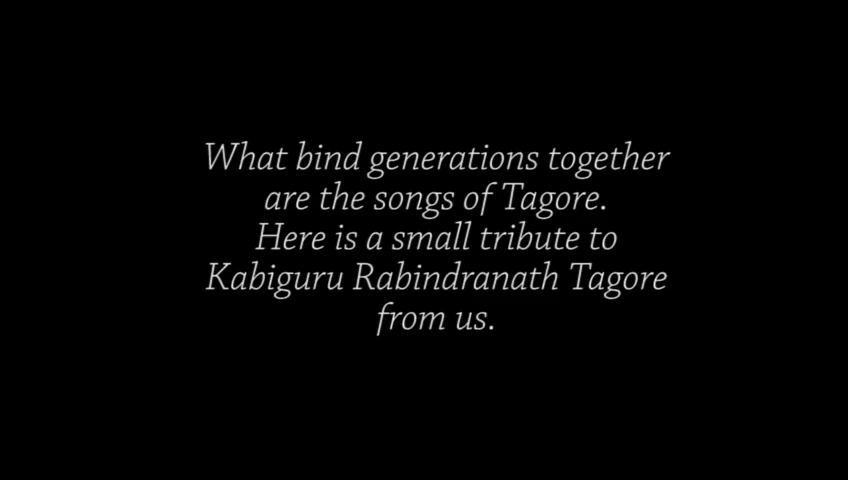 What bind generations together
are the songs of Tagore.
Here is a small tribute to
Kabiguru Rabindranath Tagore
from us.